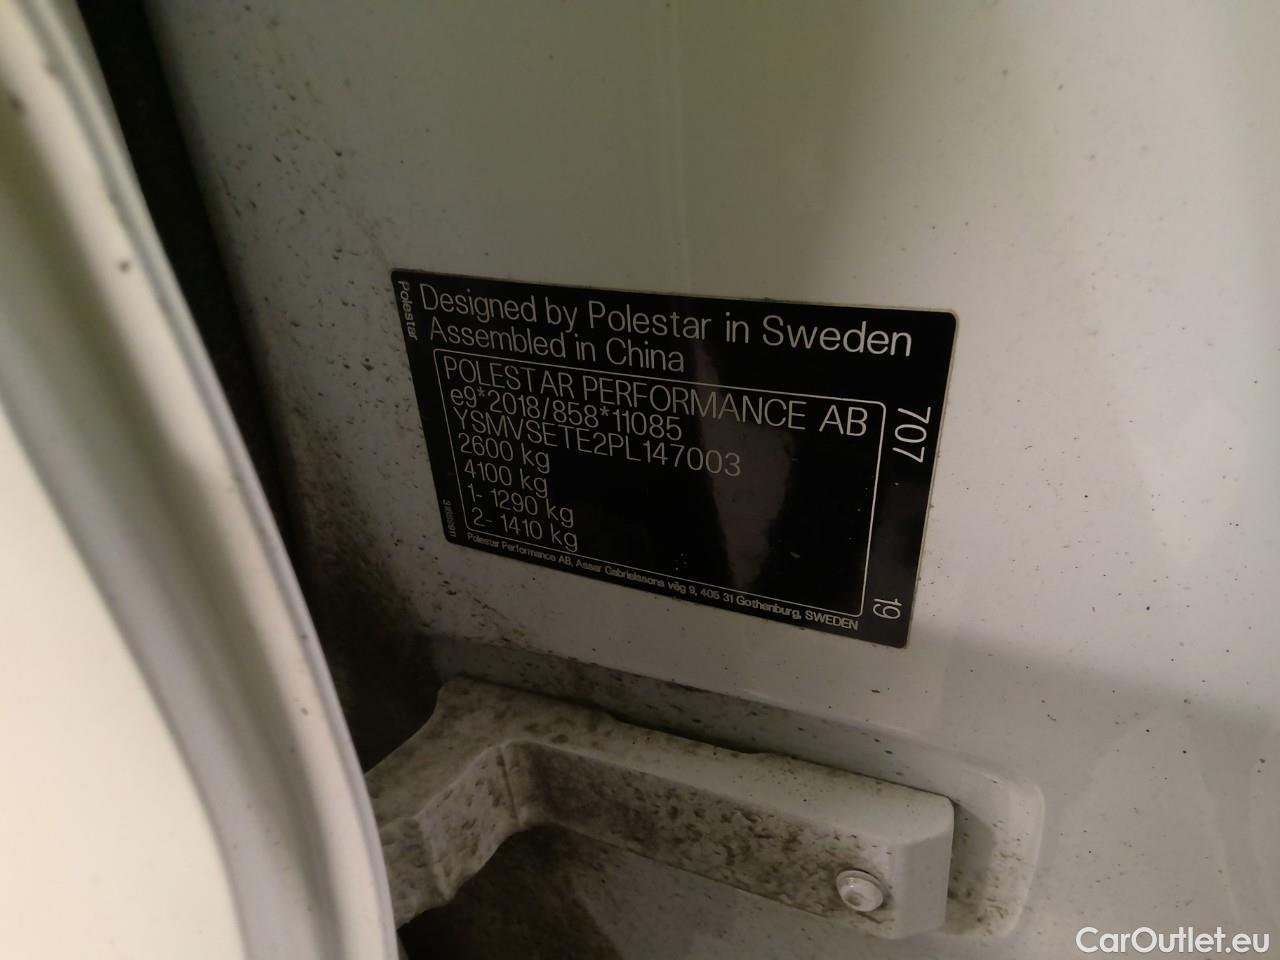 Polestar
Designed by Polestar in Sweden
Assembled in China
POLESTAR PERFORMANCE AB
e9*2018/858*11085
YSMVSETE2PL147003
2600 kg
4100 kg
1- 1290 kg
2- 1410 kg
707
19
Polestar Performance AB, Assar Gabrielssons väg 9, 405 31 Gothenburg, SWEDEN
CarOutlet.eu